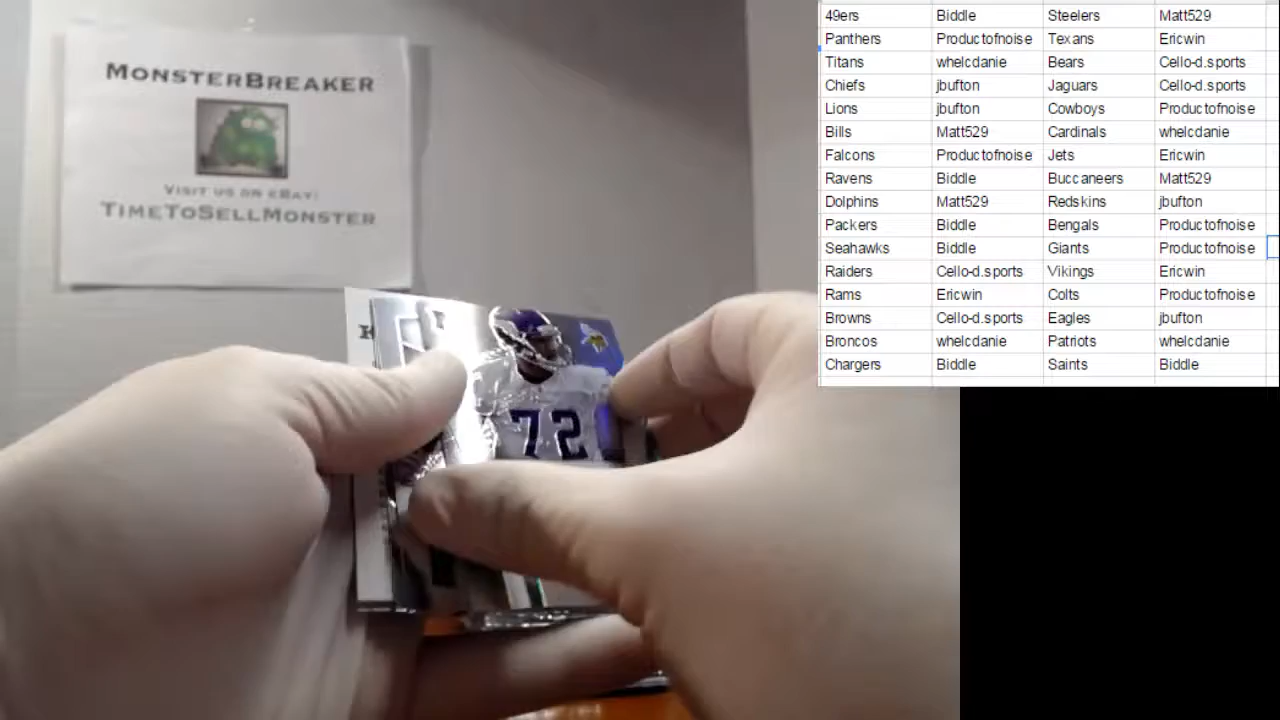 MonsterBreaker
Visit us on eBay:
TimeToSellMonster
72
49ers Biddle Steelers Matt529
Panthers Productofnoise Texans Ericwin
Titans whelcdanie Bears Cello-d.sports
Chiefs jbufton Jaguars Cello-d.sports
Lions jbufton Cowboys Productofnoise
Bills Matt529 Cardinals whelcdanie
Falcons Productofnoise Jets Ericwin
Ravens Biddle Buccaneers Matt529
Dolphins Matt529 Redskins jbufton
Packers Biddle Bengals Productofnoise
Seahawks Biddle Giants Productofnoise
Raiders Cello-d.sports Vikings Ericwin
Rams Ericwin Colts Productofnoise
Browns Cello-d.sports Eagles jbufton
Broncos whelcdanie Patriots whelcdanie
Chargers Biddle Saints Biddle